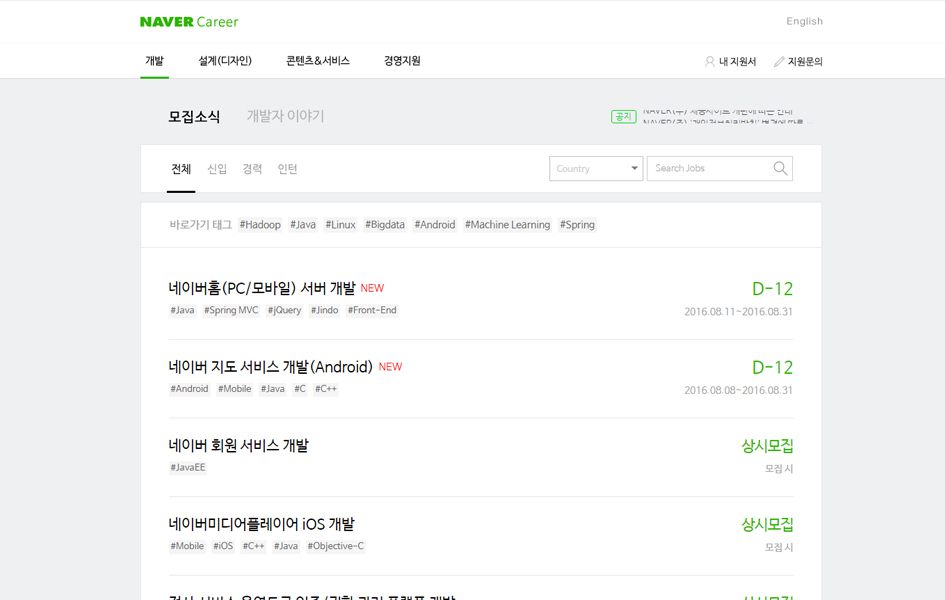 NAVER Career
English
개발 설계(디자인) 콘텐츠&서비스 경영지원 내 지원서 지원문의
모집소식 개발자 이야기 공지
전체 신입 경력 인턴 Country Search Jobs
바로가기 태그 #Hadoop #Java #Linux #Bigdata #Android #Machine Learning #Spring
네이버홈(PC/모바일) 서버 개발 NEW D-12
#Java #Spring MVC #jQuery #Jindo #Front-End 2016.08.11~2016.08.31
네이버 지도 서비스 개발(Android) NEW D-12
#Android #Mobile #Java #C #C++ 2016.08.08~2016.08.31
네이버 회원 서비스 개발 상시모집
#JavaEE 모집 시
네이버미디어플레이어 iOS 개발 상시모집
#Mobile #iOS #C++ #Java #Objective-C 모집 시
상시모집